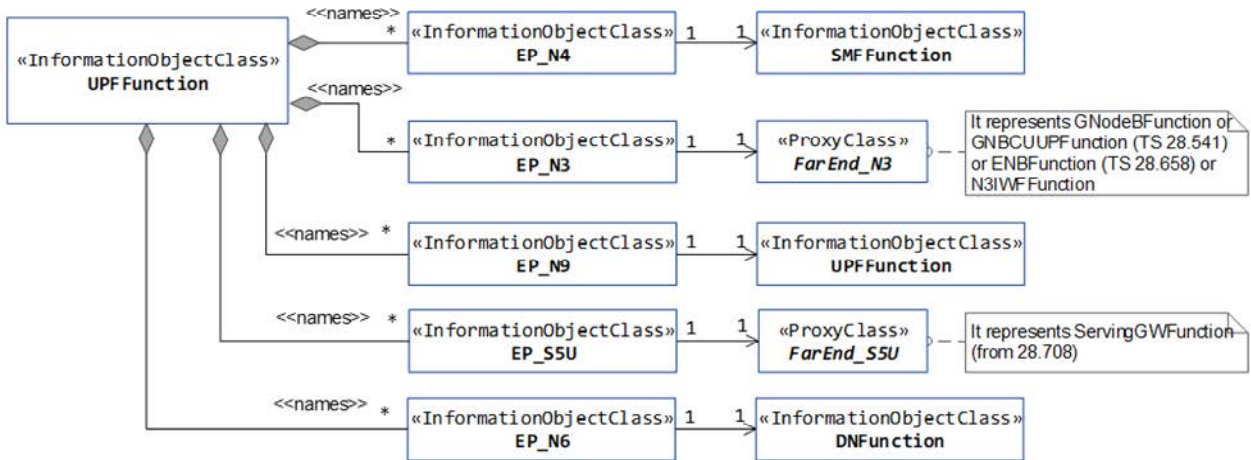 «InformationObjectClass»
UPFFunction
<<names>>
*
«InformationObjectClass»
EP_N4
1
1
«InformationObjectClass»
SMFFunction
<<names>>
*
«InformationObjectClass»
EP_N3
1
1
«ProxyClass»
FarEnd_N3
It represents GNodeBFunction or
GNBCUUPFunction (TS 28.541)
or ENBFunction (TS 28.658) or
N3IWFFunction
<<names>>
*
«InformationObjectClass»
EP_N9
1
1
«InformationObjectClass»
UPFFunction
<<names>>
*
«InformationObjectClass»
EP_S5U
1
1
«ProxyClass»
FarEnd_S5U
It represents ServingGWFunction
(from 28.708)
<<names>>
*
«InformationObjectClass»
EP_N6
1
1
«InformationObjectClass»
DNFunction